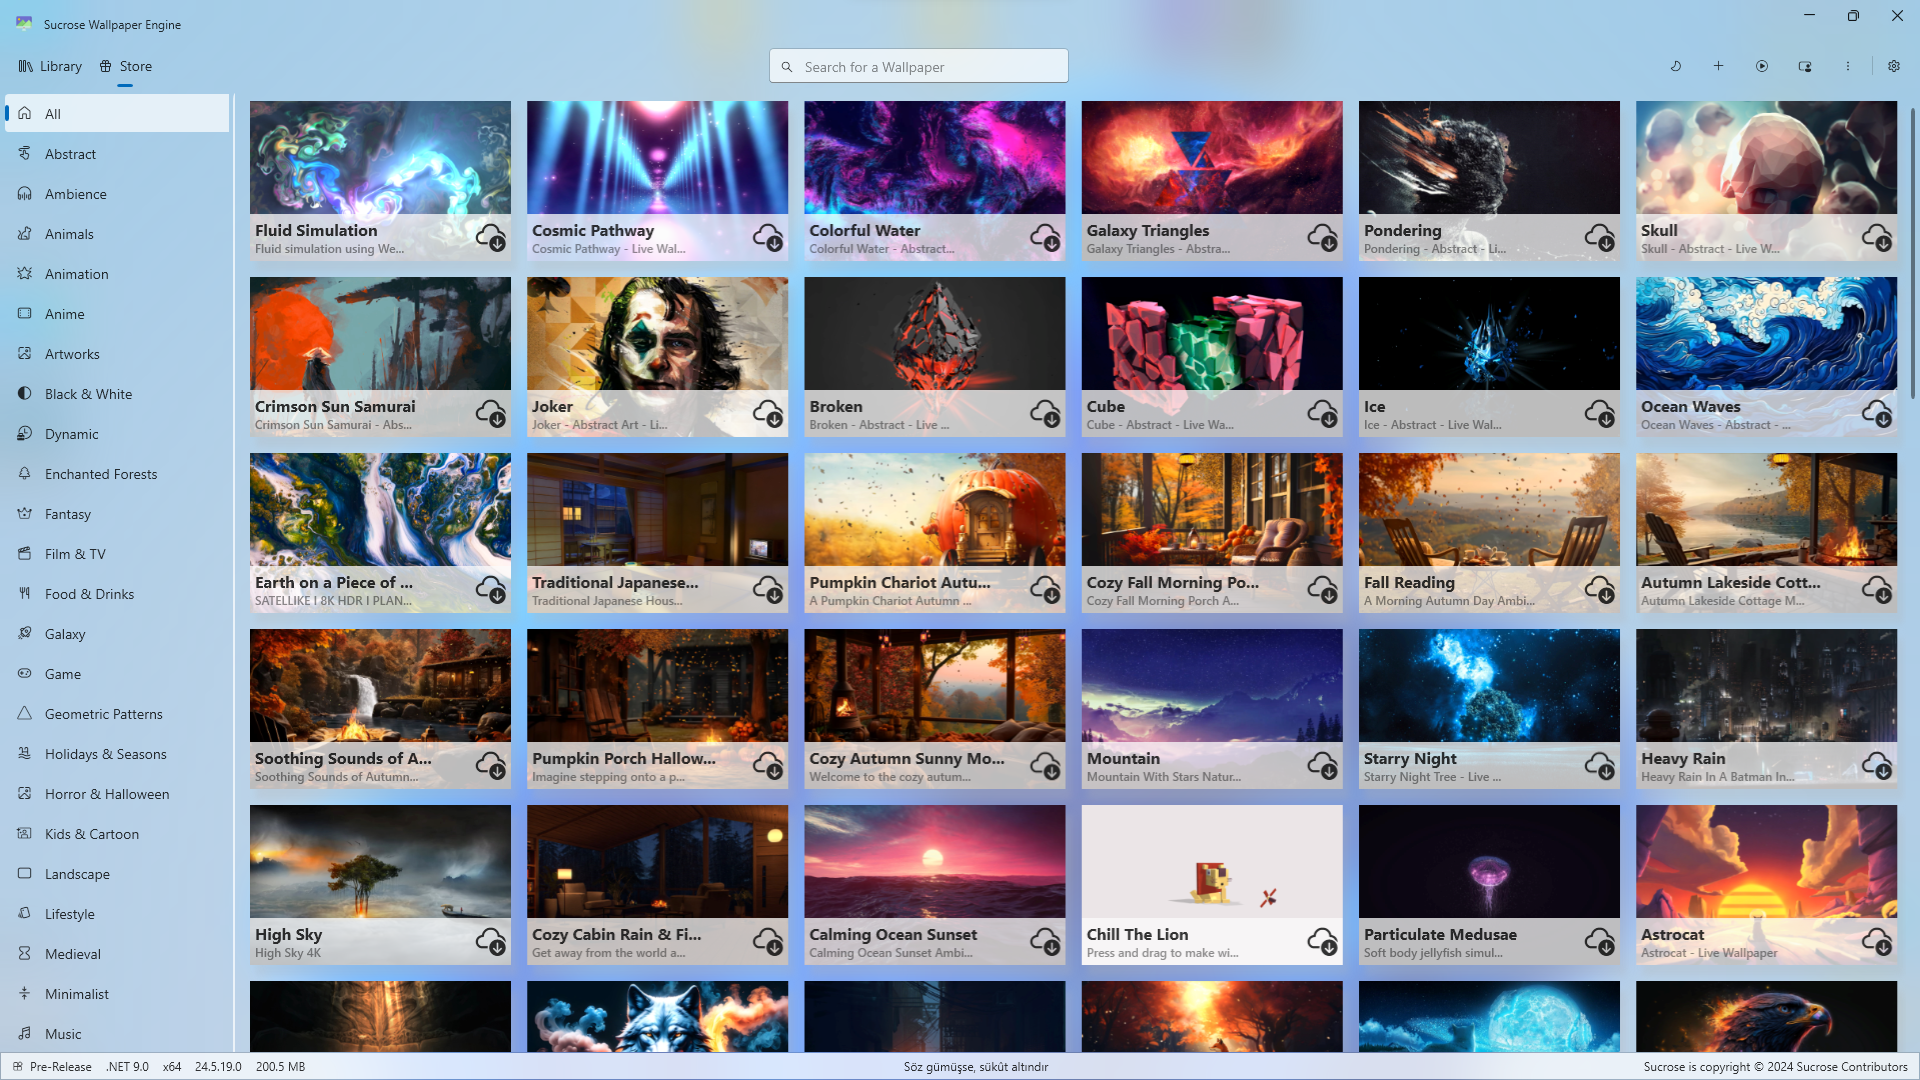 Sucrose Wallpaper Engine
Library
Store
Search for a Wallpaper
All
Abstract
Ambience
Animals
Animation
Anime
Artworks
Black & White
Dynamic
Enchanted Forests
Fantasy
Film & TV
Food & Drinks
Galaxy
Game
Geometric Patterns
Holidays & Seasons
Horror & Halloween
Kids & Cartoon
Landscape
Lifestyle
Medieval
Minimalist
Music
Fluid Simulation
Fluid simulation using We...
Cosmic Pathway
Cosmic Pathway - Live Wal...
Colorful Water
Colorful Water - Abstract...
Galaxy Triangles
Galaxy Triangles - Abstra...
Pondering
Pondering - Abstract - Li...
Skull
Skull - Abstract - Live W...
Crimson Sun Samurai
Crimson Sun Samurai - Abs...
Joker
Joker - Abstract Art - Li...
Broken
Broken - Abstract - Live ...
Cube
Cube - Abstract - Live Wa...
Ice
Ice - Abstract - Live Wal...
Ocean Waves
Ocean Waves - Abstract - ...
Earth on a Piece of ...
SATELLIKE I 8K HDR I PLAN...
Traditional Japanese...
Traditional Japanese Hous...
Pumpkin Chariot Autu...
A Pumpkin Chariot Autumn ...
Cozy Fall Morning Po...
Cozy Fall Morning Porch A...
Fall Reading
A Morning Autumn Day Ambi...
Autumn Lakeside Cott...
Autumn Lakeside Cottage M...
Soothing Sounds of A...
Soothing Sounds of Autumn...
Pumpkin Porch Hallow...
Imagine stepping onto a p...
Cozy Autumn Sunny Mo...
Welcome to the cozy autum...
Mountain
Mountain With Stars Natur...
Starry Night
Starry Night Tree - Live ...
Heavy Rain
Heavy Rain In A Batman In...
High Sky
High Sky 4K
Cozy Cabin Rain & Fi...
Get away from the world a...
Calming Ocean Sunset
Calming Ocean Sunset Ambi...
Chill The Lion
Press and drag to make wi...
Particulate Medusae
Soft body jellyfish simul...
Astrocat
Astrocat - Live Wallpaper
Pre-Release .NET 9.0 x64 24.5.19.0 200.5 MB
Söz gümüşse, sükût altındır
Sucrose is copyright © 2024 Sucrose Contributors